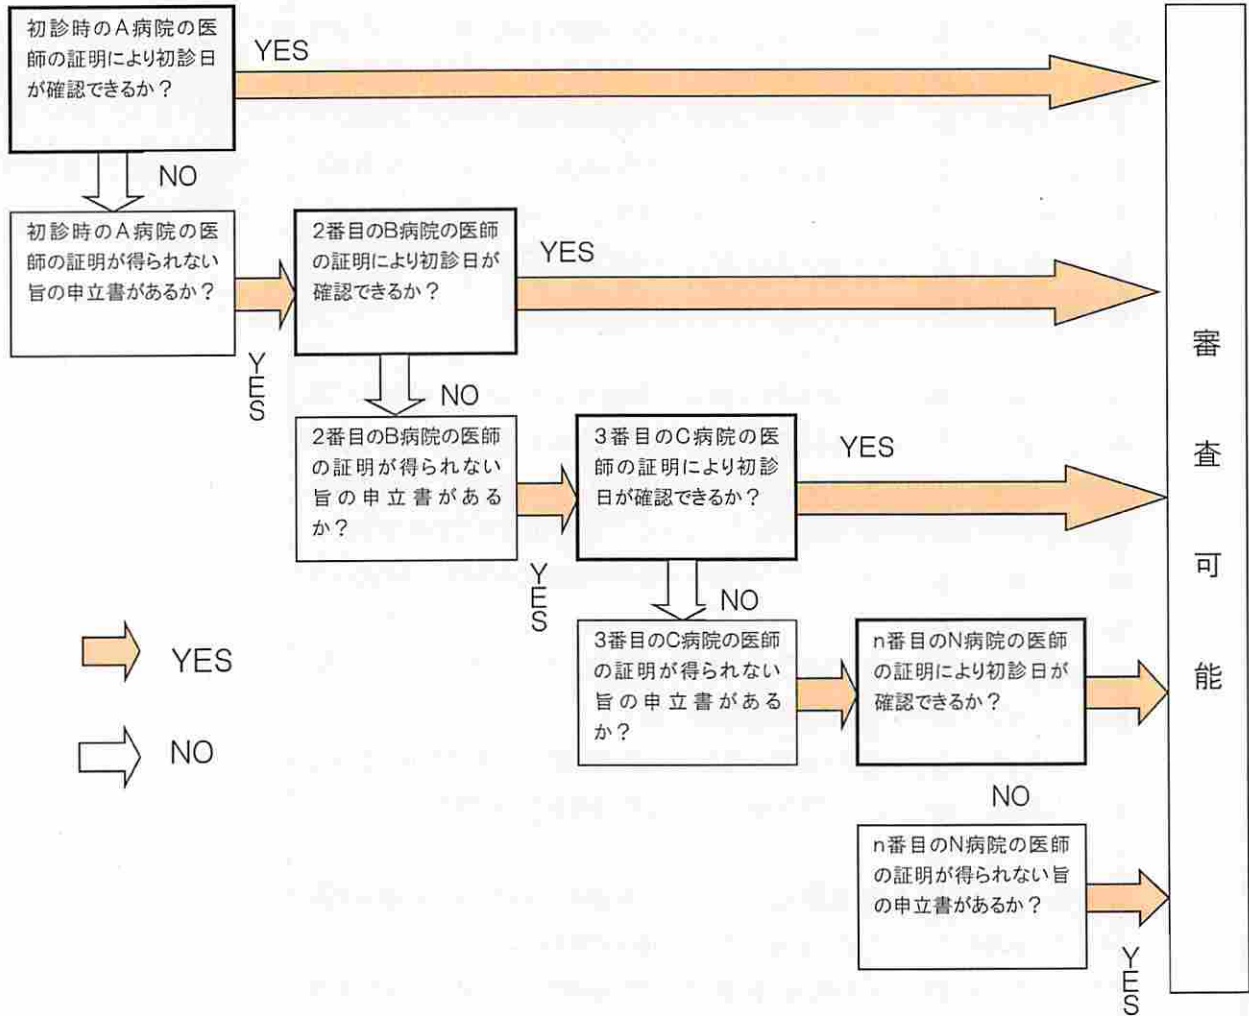 初診時のA病院の医
師の証明により初診日
が確認できるか？
YES
NO
初診時のA病院の医
師の証明が得られない
旨の申立書があるか？
YES
2番目のB病院の医師
の証明により初診日が
確認できるか？
YES
NO
2番目のB病院の医師
の証明が得られない
旨の申立書がある
か？
YES
3番目のC病院の医
師の証明により初診
日が確認できるか？
YES
NO
3番目のC病院の医師
の証明が得られない
旨の申立書がある
か？
n番目のN病院の医師
の証明により初診日が
確認できるか？
NO
n番目のN病院の医師
の証明が得られない旨
の申立書があるか？
YES
審査可能
YES
NO